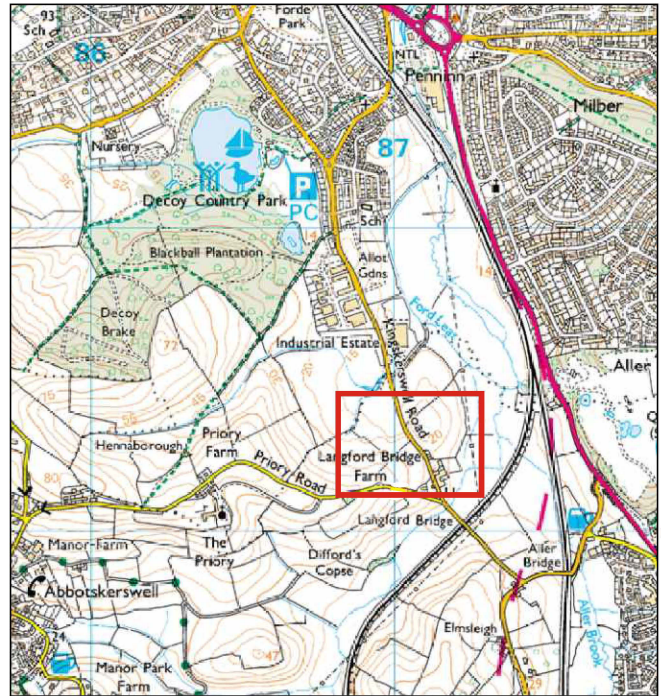 93
Sch
86
Forde
Park
NTL
Penninn
Milber
Nursery
87
Decoy Country Park
P
PC
Sch
14
14
Blackball Plantation
Allot
Gdns
Decoy
Brake
Ford Leat
77
Industrial Estate
Kingskerswell Road
Aller
75
Hennaborough
Priory
Farm
20
Langford Bridge
Farm
Priory Road
80
Langford Bridge
The
Priory
Manor Farm
Difford's
Copse
Aller
Bridge
Abbotskerswell
Aller Brook
24
Elmsleigh
47
Manor Park
Farm
29